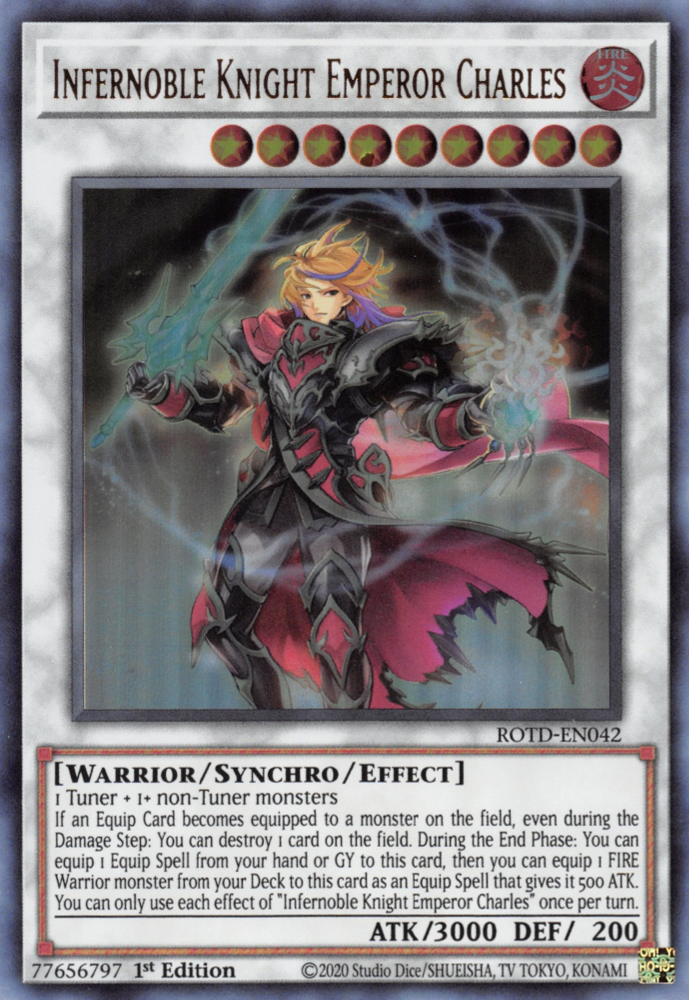 INFERNOBLE KNIGHT EMPEROR CHARLES
FIRE
炎
ROTD-EN042
[WARRIOR/SYNCHRO/EFFECT]
1 Tuner + 1+ non-Tuner monsters
If an Equip Card becomes equipped to a monster on the field, even during the
Damage Step: You can destroy 1 card on the field. During the End Phase: You can
equip 1 Equip Spell from your hand or GY to this card, then you can equip 1 FIRE
Warrior monster from your Deck to this card as an Equip Spell that gives it 500 ATK.
You can only use each effect of "Infernoble Knight Emperor Charles" once per turn.
ATK/3000 DEF/ 200
77656797 1st Edition ©2020 Studio Dice/SHUEISHA, TV TOKYO, KONAMI